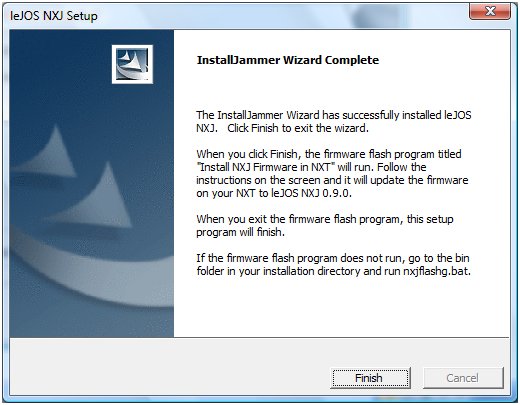 leJOS NXJ Setup
InstallJammer Wizard Complete
The InstallJammer Wizard has successfully installed leJOS
NXJ.   Click Finish to exit the wizard.
When you click Finish, the firmware flash program titled
"Install NXJ Firmware in NXT" will run. Follow the
instructions on the screen and it will update the firmware
on your NXT to leJOS NXJ 0.9.0.
When you exit the firmware flash program, this setup
program will finish.
If the firmware flash program does not run, go to the bin
folder in your installation directory and run nxjflashg.bat.
Finish
Cancel